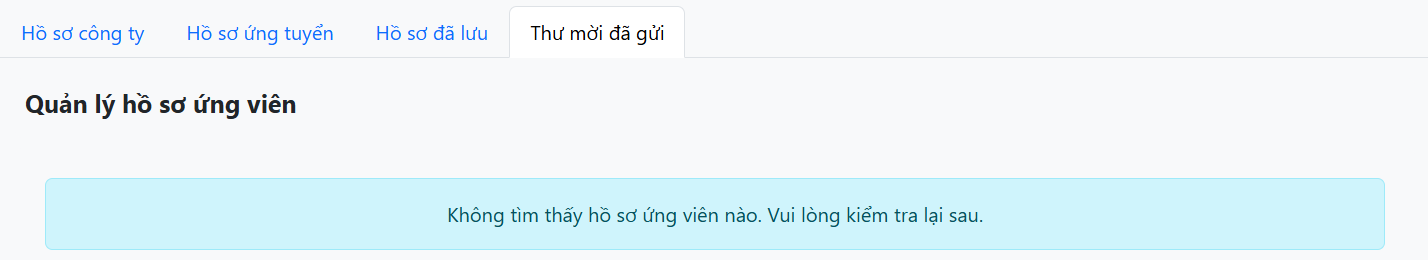 Hồ sơ công ty Hồ sơ ứng tuyển Hồ sơ đã lưu Thư mời đã gửi
Quản lý hồ sơ ứng viên
Không tìm thấy hồ sơ ứng viên nào. Vui lòng kiểm tra lại sau.